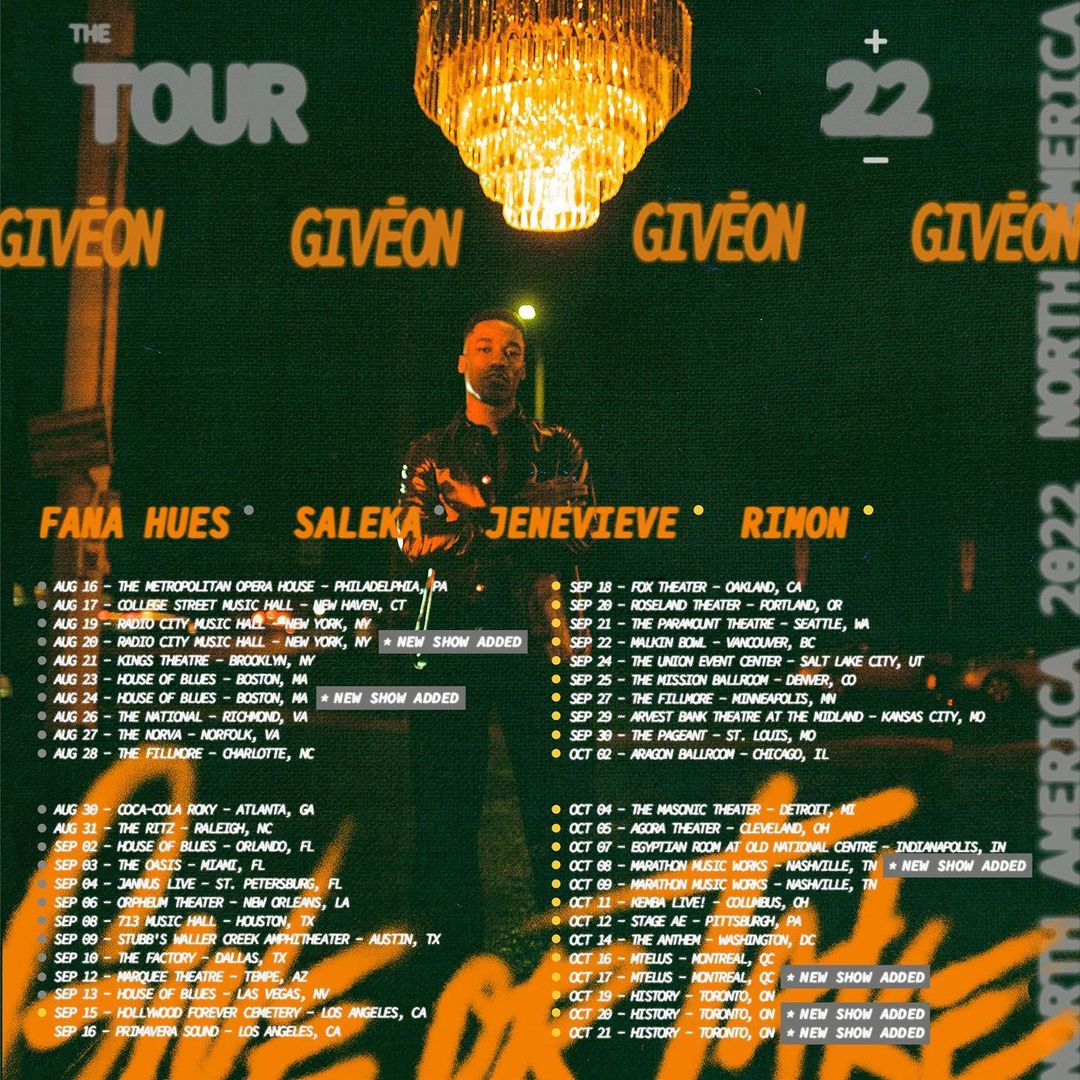 THE
TOUR
+
22
-
GIVĒON GIVĒON GIVĒON GIVĒON
FANA HUES SALEKA JENEVIEVE RIMON
AUG 16 - THE METROPOLITAN OPERA HOUSE - PHILADELPHIA, PA
AUG 17 - COLLEGE STREET MUSIC HALL - NEW HAVEN, CT
AUG 19 - RADIO CITY MUSIC HALL - NEW YORK, NY
AUG 20 - RADIO CITY MUSIC HALL - NEW YORK, NY * NEW SHOW ADDED
AUG 21 - KINGS THEATRE - BROOKLYN, NY
AUG 23 - HOUSE OF BLUES - BOSTON, MA
AUG 24 - HOUSE OF BLUES - BOSTON, MA * NEW SHOW ADDED
AUG 26 - THE NATIONAL - RICHMOND, VA
AUG 27 - THE NORVA - NORFOLK, VA
AUG 28 - THE FILLMORE - CHARLOTTE, NC
AUG 30 - COCA-COLA ROXY - ATLANTA, GA
AUG 31 - THE RITZ - RALEIGH, NC
SEP 02 - HOUSE OF BLUES - ORLANDO, FL
SEP 03 - THE OASIS - MIAMI, FL
SEP 04 - JANNUS LIVE - ST. PETERSBURG, FL
SEP 06 - ORPHEUM THEATER - NEW ORLEANS, LA
SEP 08 - 713 MUSIC HALL - HOUSTON, TX
SEP 09 - STUBB'S WALLER CREEK AMPHITHEATER - AUSTIN, TX
SEP 10 - THE FACTORY - DALLAS, TX
SEP 12 - MARQUEE THEATRE - TEMPE, AZ
SEP 13 - HOUSE OF BLUES - LAS VEGAS, NV
SEP 15 - HOLLYWOOD FOREVER CEMETERY - LOS ANGELES, CA
SEP 16 - PRIMAVERA SOUND - LOS ANGELES, CA
SEP 18 - FOX THEATER - OAKLAND, CA
SEP 20 - ROSELAND THEATER - PORTLAND, OR
SEP 21 - THE PARAMOUNT THEATRE - SEATTLE, WA
SEP 22 - MALKIN BOWL - VANCOUVER, BC
SEP 24 - THE UNION EVENT CENTER - SALT LAKE CITY, UT
SEP 25 - THE MISSION BALLROOM - DENVER, CO
SEP 27 - THE FILLMORE - MINNEAPOLIS, MN
SEP 29 - ARVEST BANK THEATRE AT THE MIDLAND - KANSAS CITY, MO
SEP 30 - THE PAGEANT - ST. LOUIS, MO
OCT 02 - ARAGON BALLROOM - CHICAGO, IL
OCT 04 - THE MASONIC THEATER - DETROIT, MI
OCT 05 - AGORA THEATER - CLEVELAND, OH
OCT 07 - EGYPTIAN ROOM AT OLD NATIONAL CENTRE - INDIANAPOLIS, IN
OCT 08 - MARATHON MUSIC WORKS - NASHVILLE, TN * NEW SHOW ADDED
OCT 09 - MARATHON MUSIC WORKS - NASHVILLE, TN
OCT 11 - KEMBA LIVE! - COLUMBUS, OH
OCT 12 - STAGE AE - PITTSBURGH, PA
OCT 14 - THE ANTHEM - WASHINGTON, DC
OCT 16 - MTELUS - MONTREAL, QC
OCT 17 - MTELUS - MONTREAL, QC * NEW SHOW ADDED
OCT 19 - HISTORY - TORONTO, ON
OCT 20 - HISTORY - TORONTO, ON * NEW SHOW ADDED
OCT 21 - HISTORY - TORONTO, ON * NEW SHOW ADDED
NORTH AMERICA 2022 NORTH AMERICA